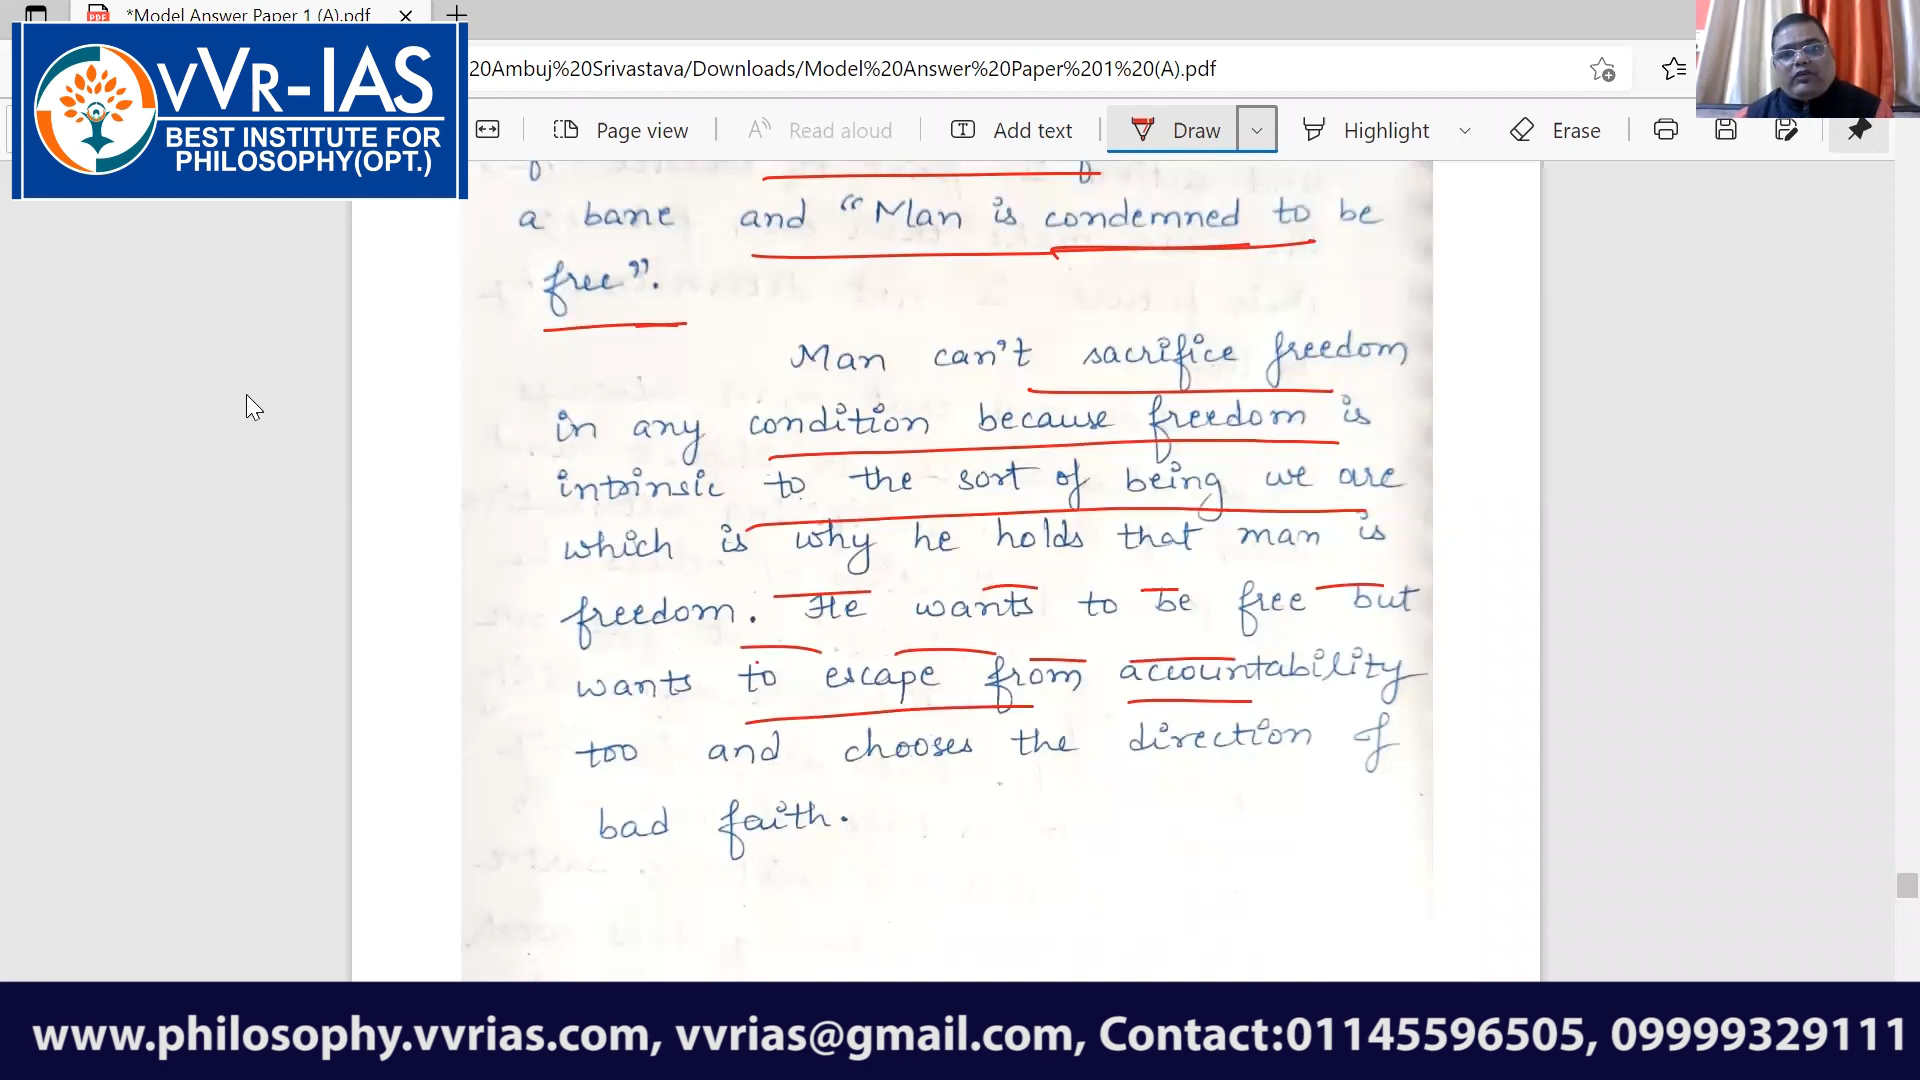 *Model Answer Paper 1 (A).pdf
vVR-IAS
BEST INSTITUTE FOR
PHILOSOPHY(OPT.)
20Ambuj%20Srivastava/Downloads/Model%20Answer%20Paper%201%20(A).pdf
Page view
Read aloud
Add text
Draw
Highlight
Erase
a bane and “Man is condemned to be
free”.
Man can't sacrifice freedom
in any condition because freedom is
intrinsic to the sort of being we are
which is why he holds that man is
freedom. He wants to be free but
wants to escape from accountability
too and chooses the direction of
bad faith.
www.philosophy.vvrias.com, vvrias@gmail.com, Contact:01145596505, 09999329111